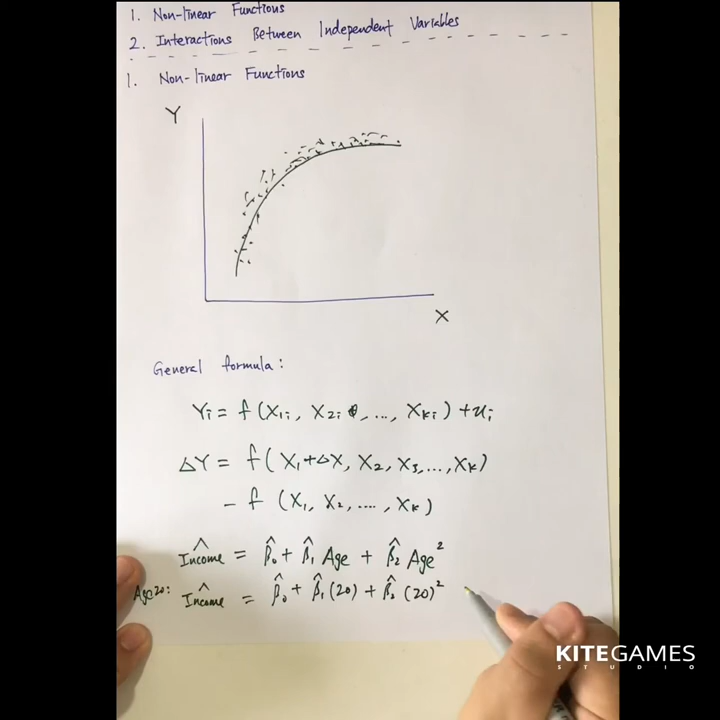 1. Non-linear Functions
2. Interactions Between Independent Variables
1. Non-linear Functions
Y
X
General formula:
Yi = f(X1i, X2i, ..., Xki) + ui
ΔY = f(X1+ΔX, X2, X3, ..., Xk)
- f (X1, X2, ...., Xk)
Income^ = β̂0 + β̂1 Age + β̂2 Age²
Age 20: Income^ = β̂0 + β̂1 (20) + β̂2 (20)²
KITEGAMES
STUDIO